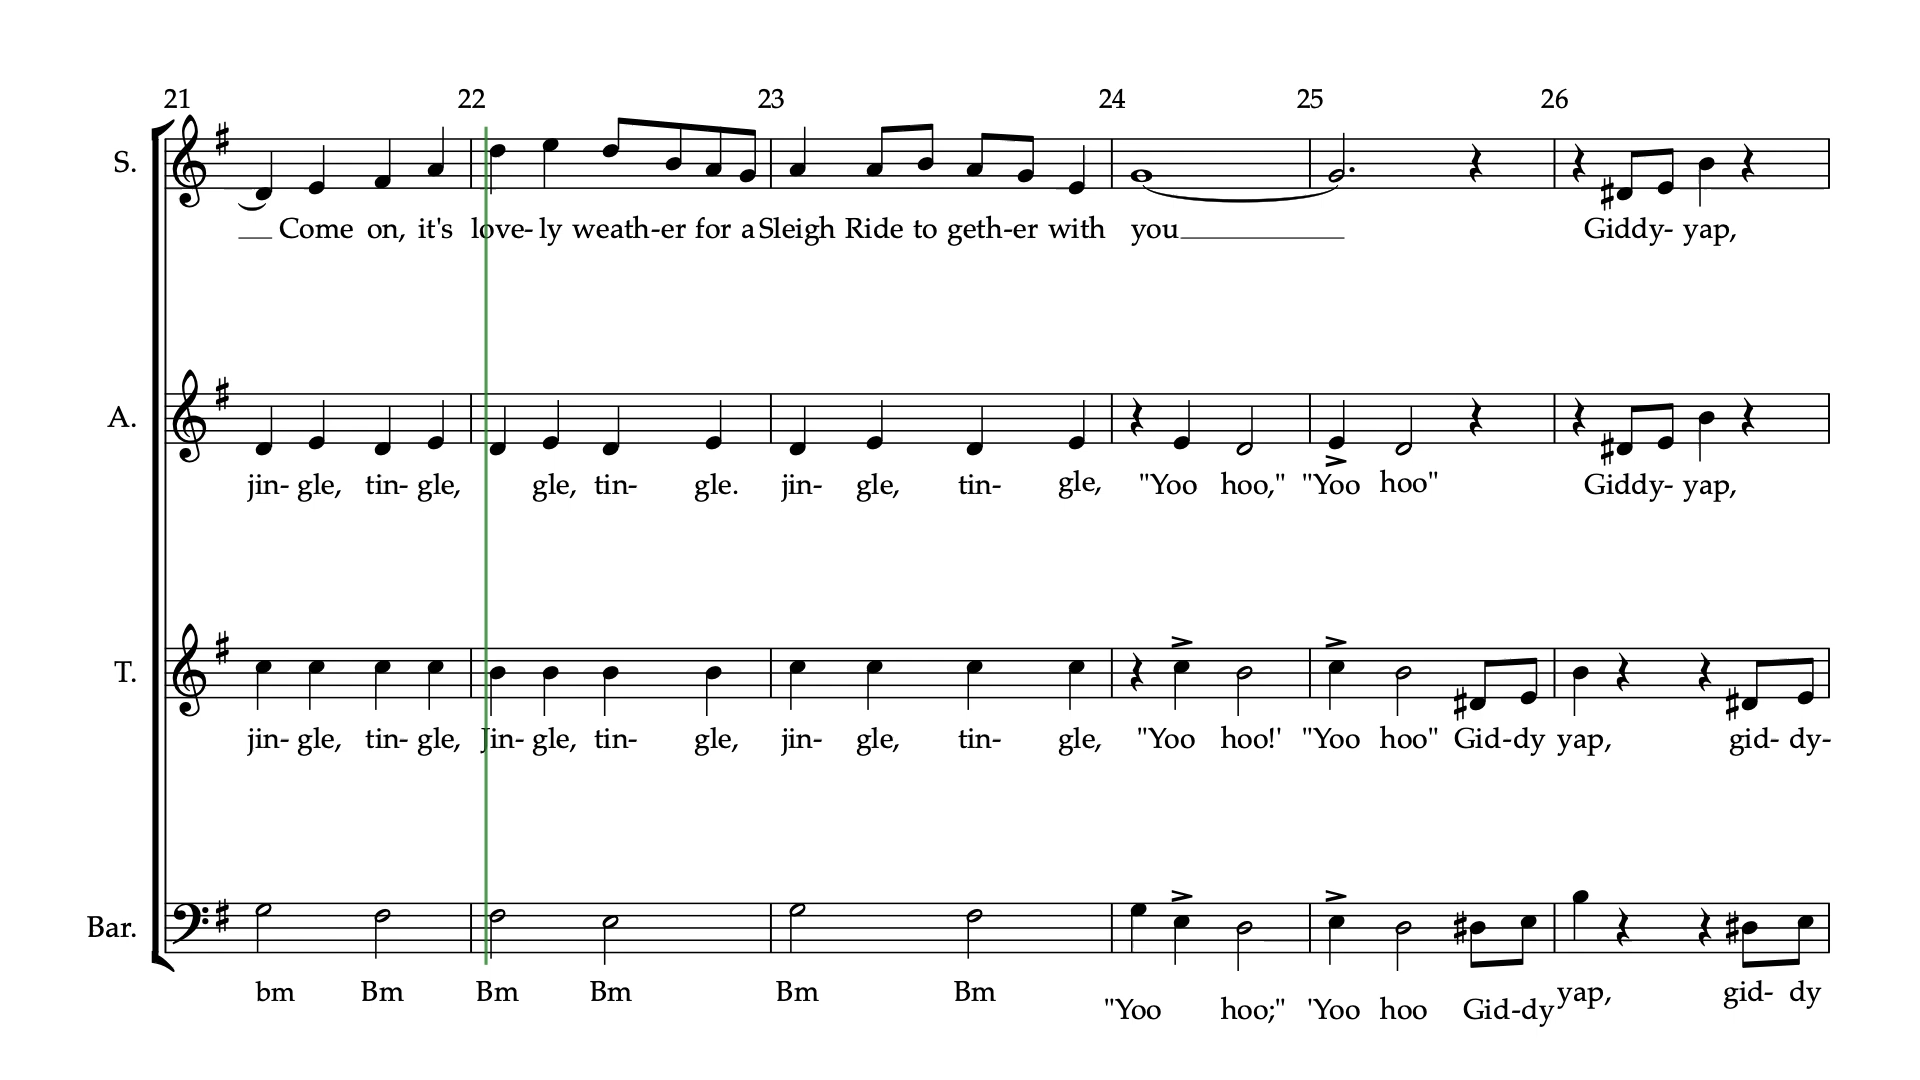 21 22 23 24 25 26
S.
Come on, it's love- ly weath-er for a Sleigh Ride to geth-er with you Giddy- yap,
A.
jin- gle, tin- gle, gle, tin- gle. jin- gle, tin- gle, "Yoo hoo," "Yoo hoo" Giddy- yap,
T.
jin- gle, tin- gle, Jin- gle, tin- gle, jin- gle, tin- gle, "Yoo hoo!' "Yoo hoo" Gid-dy yap, gid- dy-
Bar.
bm Bm Bm Bm Bm Bm "Yoo hoo;" 'Yoo hoo Gid-dy yap, gid- dy